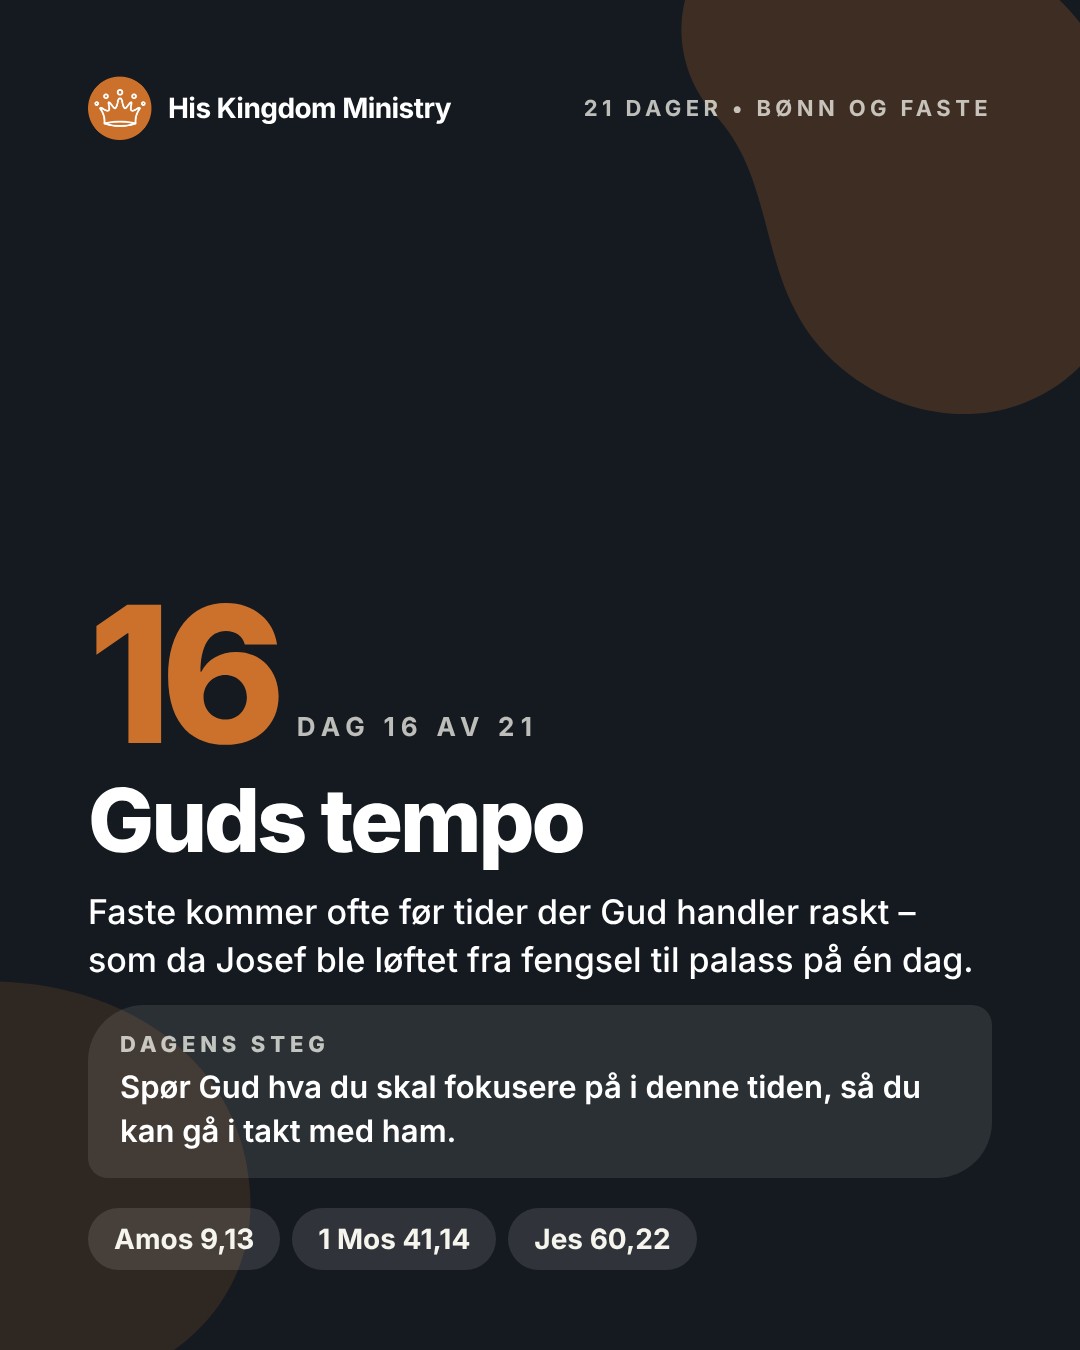 His Kingdom Ministry
21 DAGER • BØNN OG FASTE
16
DAG 16 AV 21
Guds tempo
Faste kommer ofte før tider der Gud handler raskt –
som da Josef ble løftet fra fengsel til palass på én dag.
DAGENS STEG
Spør Gud hva du skal fokusere på i denne tiden, så du
kan gå i takt med ham.
Amos 9,13
1 Mos 41,14
Jes 60,22